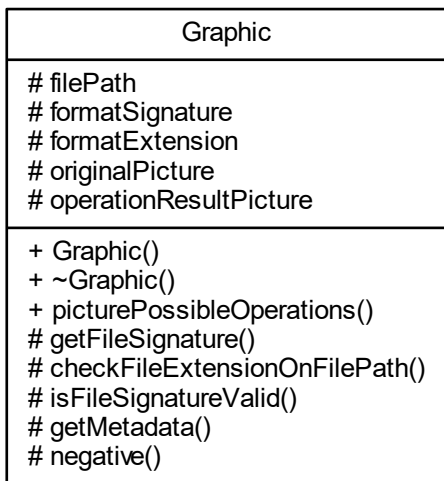 Graphic
# filePath
# formatSignature
# formatExtension
# originalPicture
# operationResultPicture
+ Graphic()
+ ~Graphic()
+ picturePossibleOperations()
# getFileSignature()
# checkFileExtensionOnFilePath()
# isFileSignatureValid()
# getMetadata()
# negative()